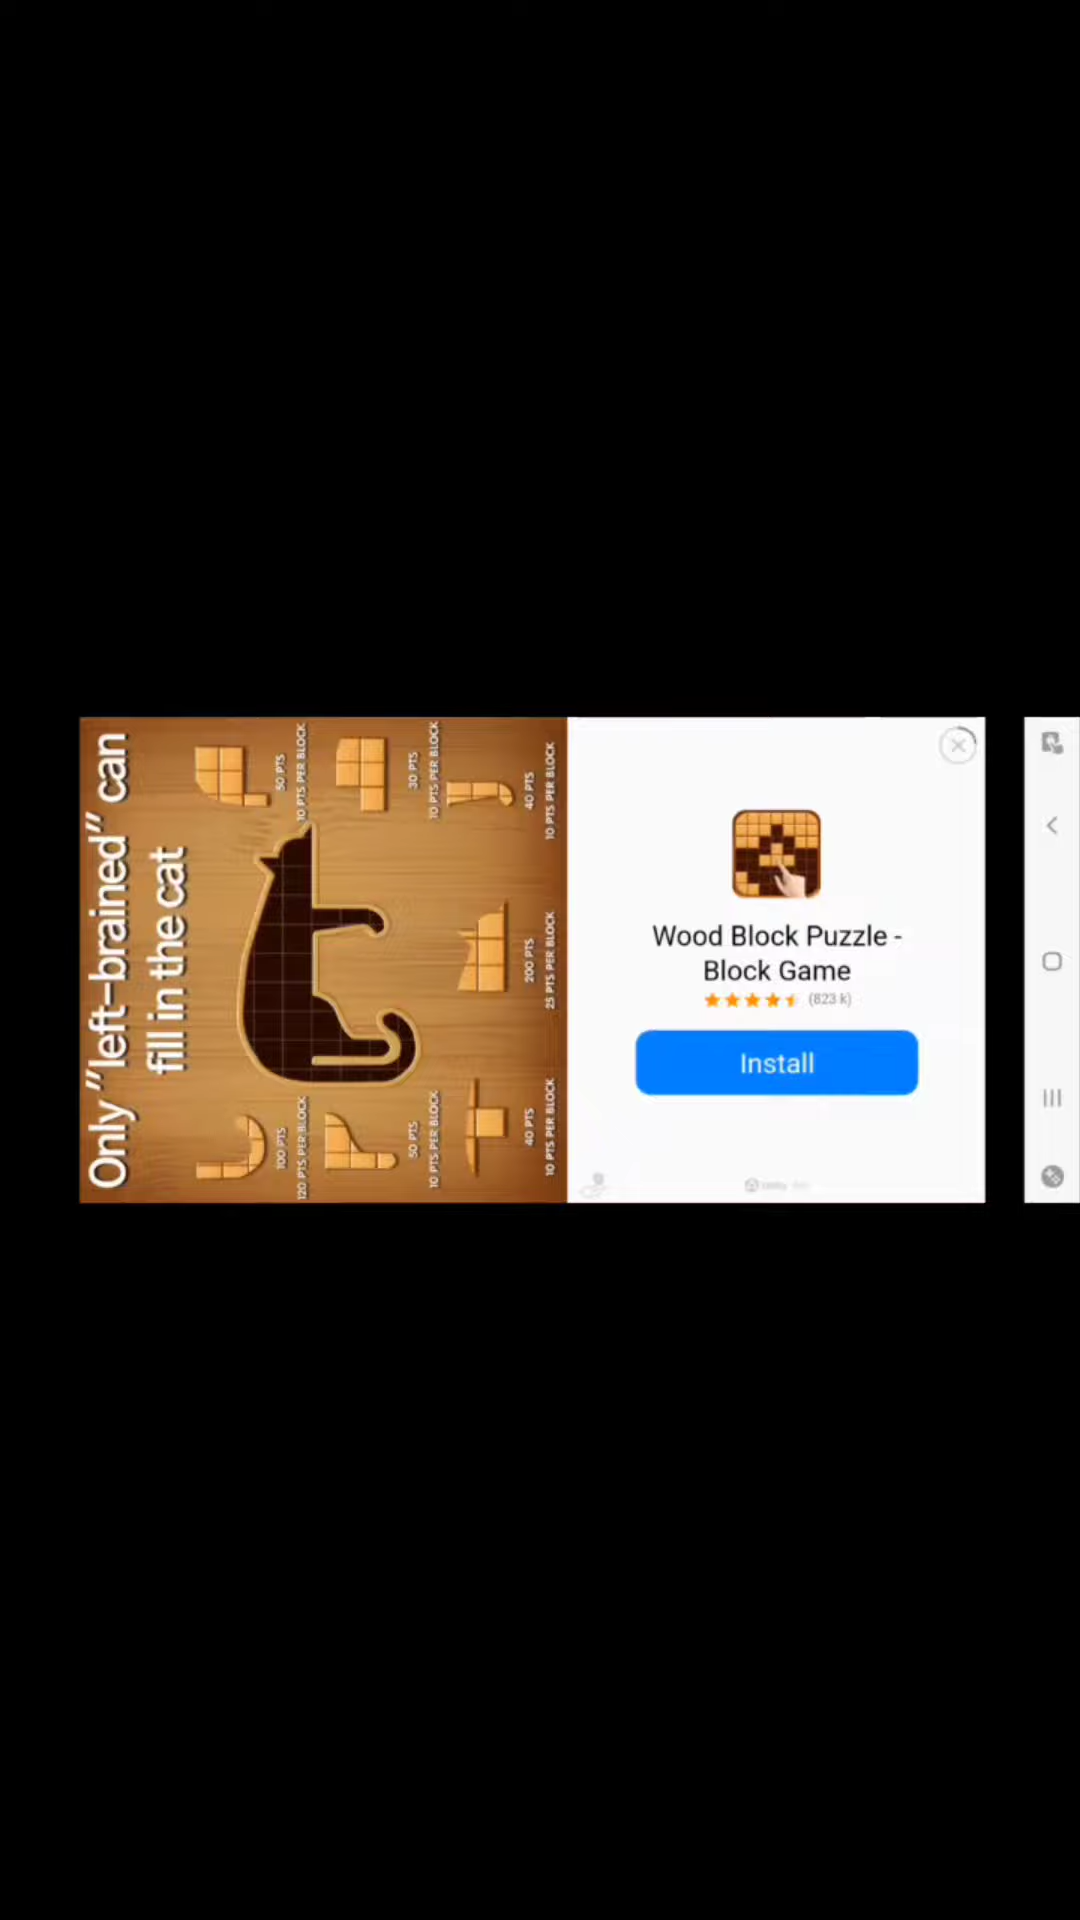 Only "left-brained" can
fill in the cat
100 PTS
120 PTS PER BLOCK
50 PTS
10 PTS PER BLOCK
50 PTS
10 PTS PER BLOCK
30 PTS
10 PTS PER BLOCK
40 PTS
10 PTS PER BLOCK
200 PTS
25 PTS PER BLOCK
40 PTS
10 PTS PER BLOCK
Wood Block Puzzle -
Block Game
(823 k)
Install